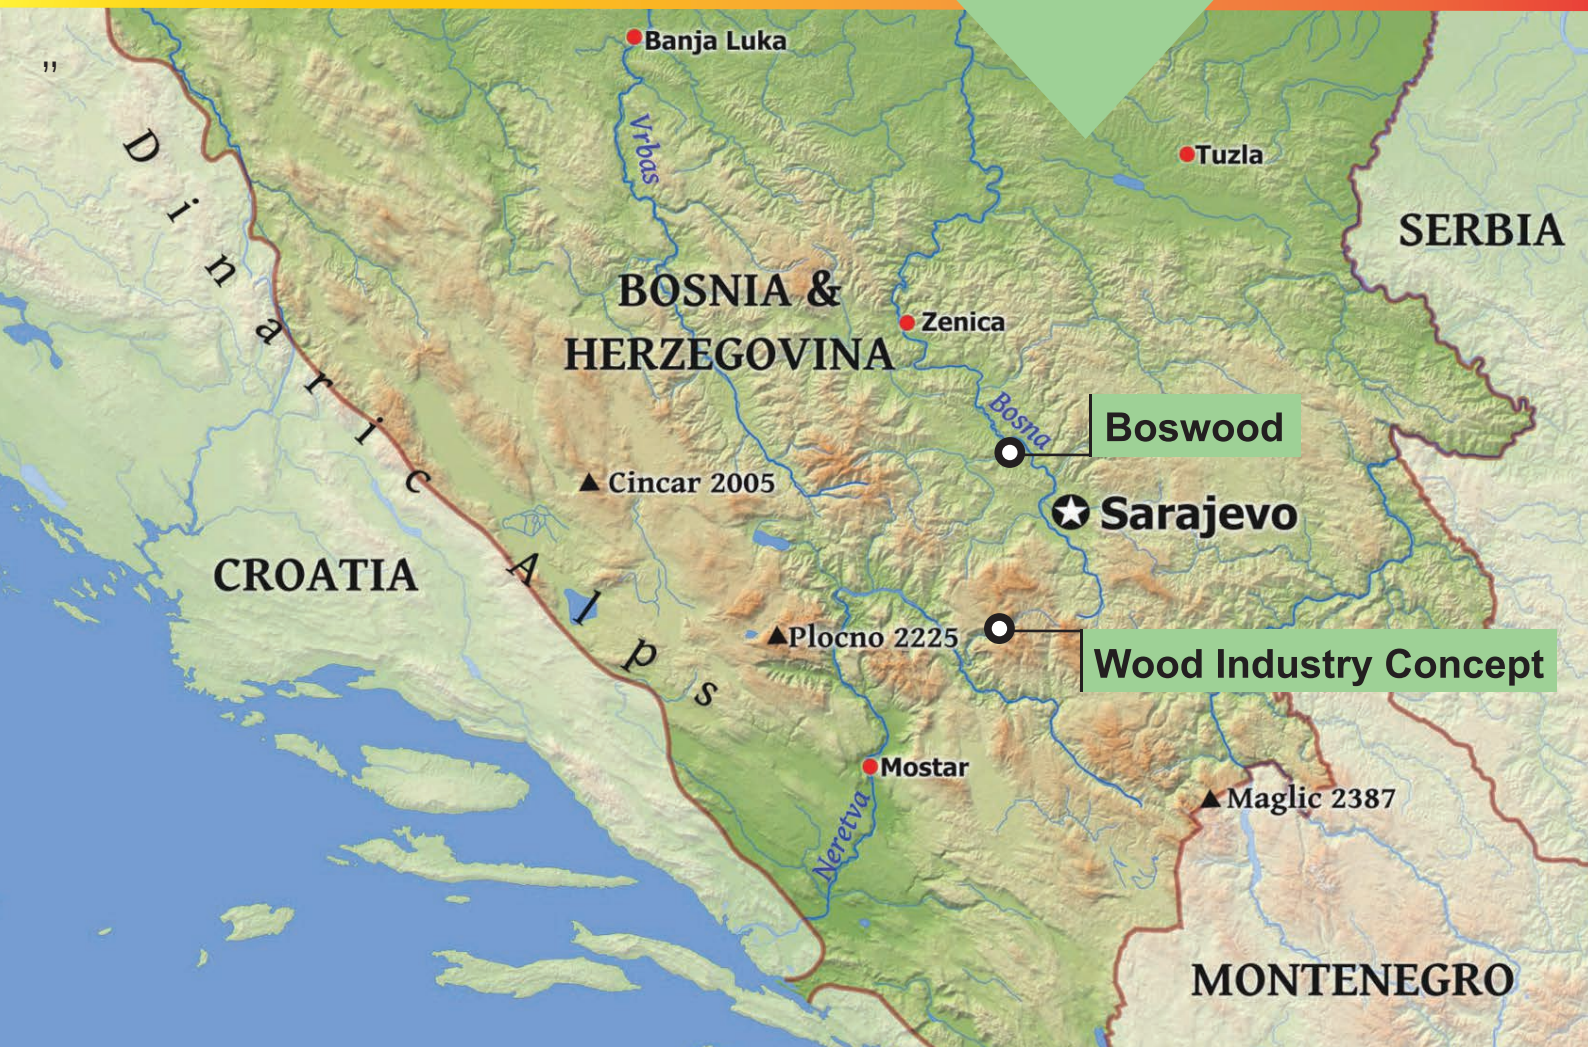 Banja Luka
”
Dinaric Alps
Vrbas
Tuzla
SERBIA
BOSNIA &
HERZEGOVINA
Zenica
Bosna
Boswood
Cincar 2005
Sarajevo
CROATIA
Plocno 2225
Wood Industry Concept
Mostar
Maglic 2387
Neretva
MONTENEGRO